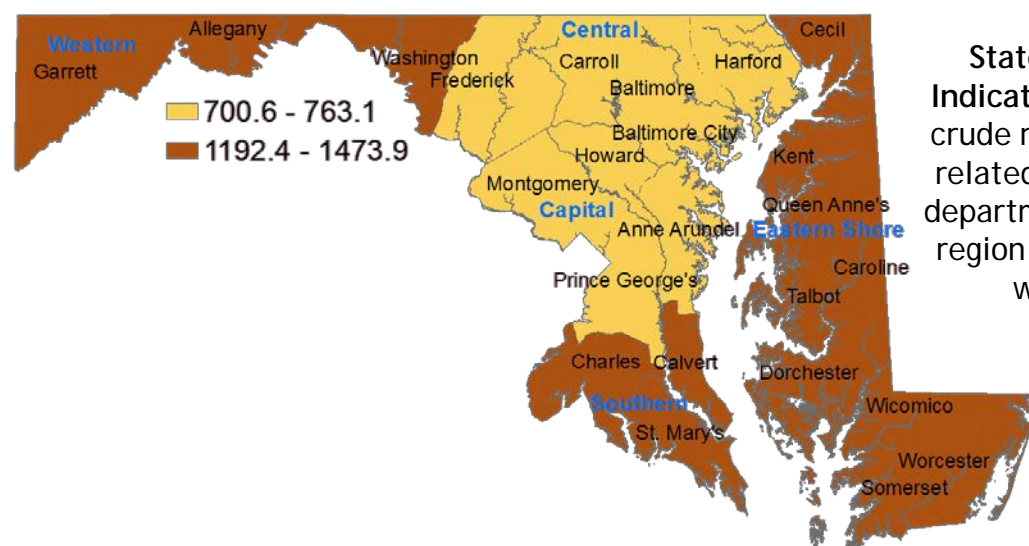 Western
Garrett
Allegany
Washington
Frederick
Central
Carroll
Baltimore
Harford
Cecil
700.6 - 763.1
1192.4 - 1473.9
Baltimore City
Howard
Kent
Montgomery
Capital
Queen Anne's
Anne Arundel
Eastern Shore
Prince George's
Caroline
Talbot
Charles
Calvert
Dorchester
Southern
St. Mary's
Wicomico
Worcester
Somerset
State
crude
related
region